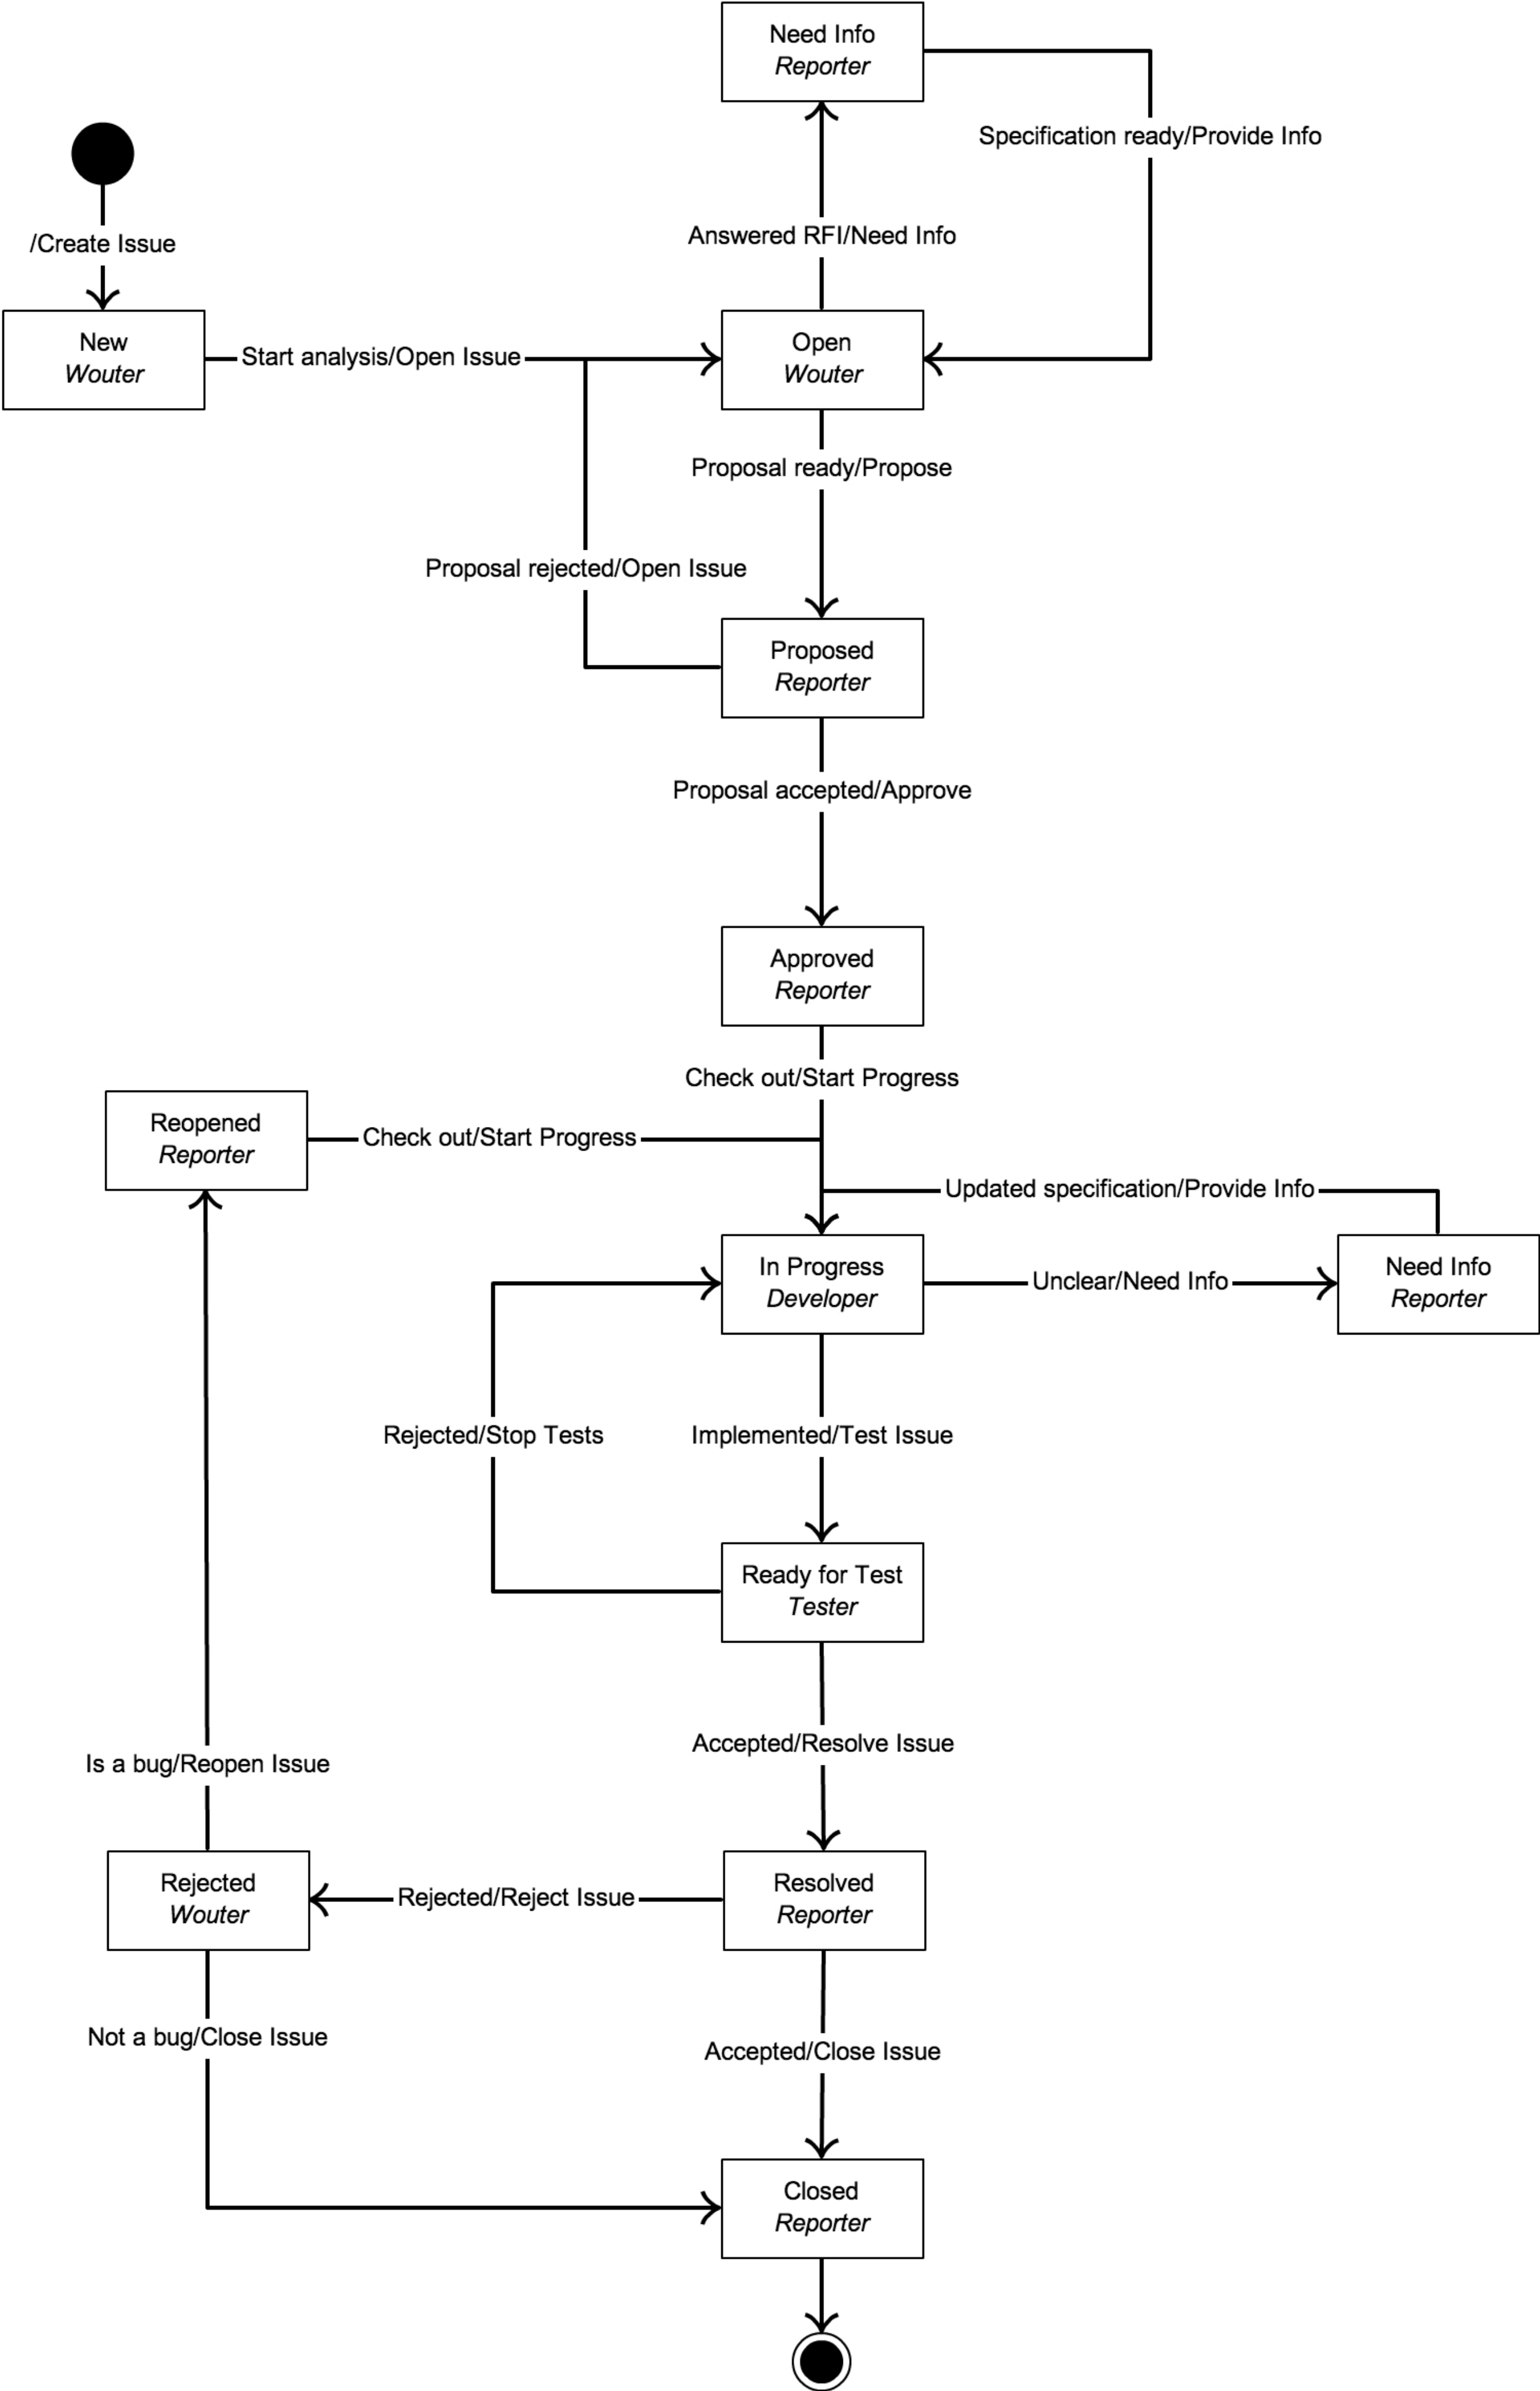 Need Info
Reporter
Specification ready/Provide Info
Answered RFI/Need Info
/Create Issue
New
Wouter
Start analysis/Open Issue
Open
Wouter
Proposal ready/Propose
Proposal rejected/Open Issue
Proposed
Reporter
Proposal accepted/Approve
Approved
Reporter
Check out/Start Progress
Reopened
Reporter
Check out/Start Progress
Updated specification/Provide Info
In Progress
Developer
Unclear/Need Info
Need Info
Reporter
Rejected/Stop Tests
Implemented/Test Issue
Ready for Test
Tester
Accepted/Resolve Issue
Is a bug/Reopen Issue
Rejected
Wouter
Rejected/Reject Issue
Resolved
Reporter
Not a bug/Close Issue
Accepted/Close Issue
Closed
Reporter